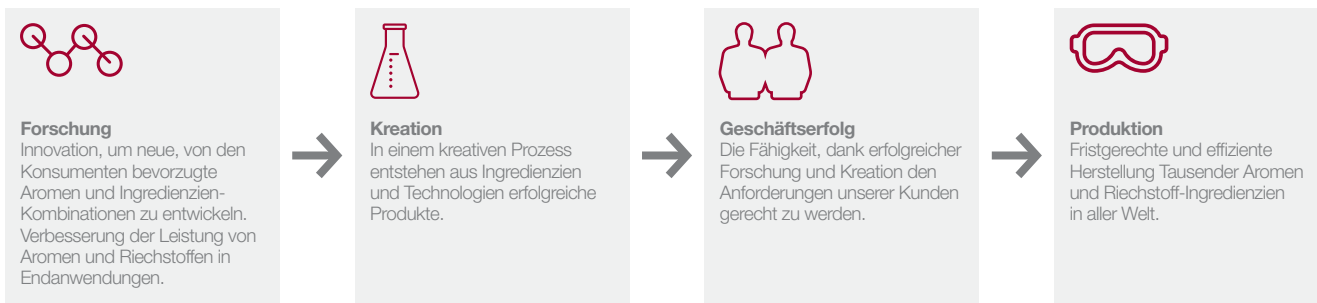 Forschung
Innovation, um neue, von den
Konsumenten bevorzugte
Aromen und Ingredienzien-
Kombinationen zu entwickeln.
Verbesserung der Leistung von
Aromen und Riechstoffen in
Endanwendungen.
Kreation
In einem kreativen Prozess
entstehen aus Ingredienzien
und Technologien erfolgreiche
Produkte.
Geschäftserfolg
Die Fähigkeit, dank erfolgreicher
Forschung und Kreation den
Anforderungen unserer Kunden
gerecht zu werden.
Produktion
Fristgerechte und effiziente
Herstellung Tausender Aromen
und Riechstoff-Ingredienzien
in aller Welt.